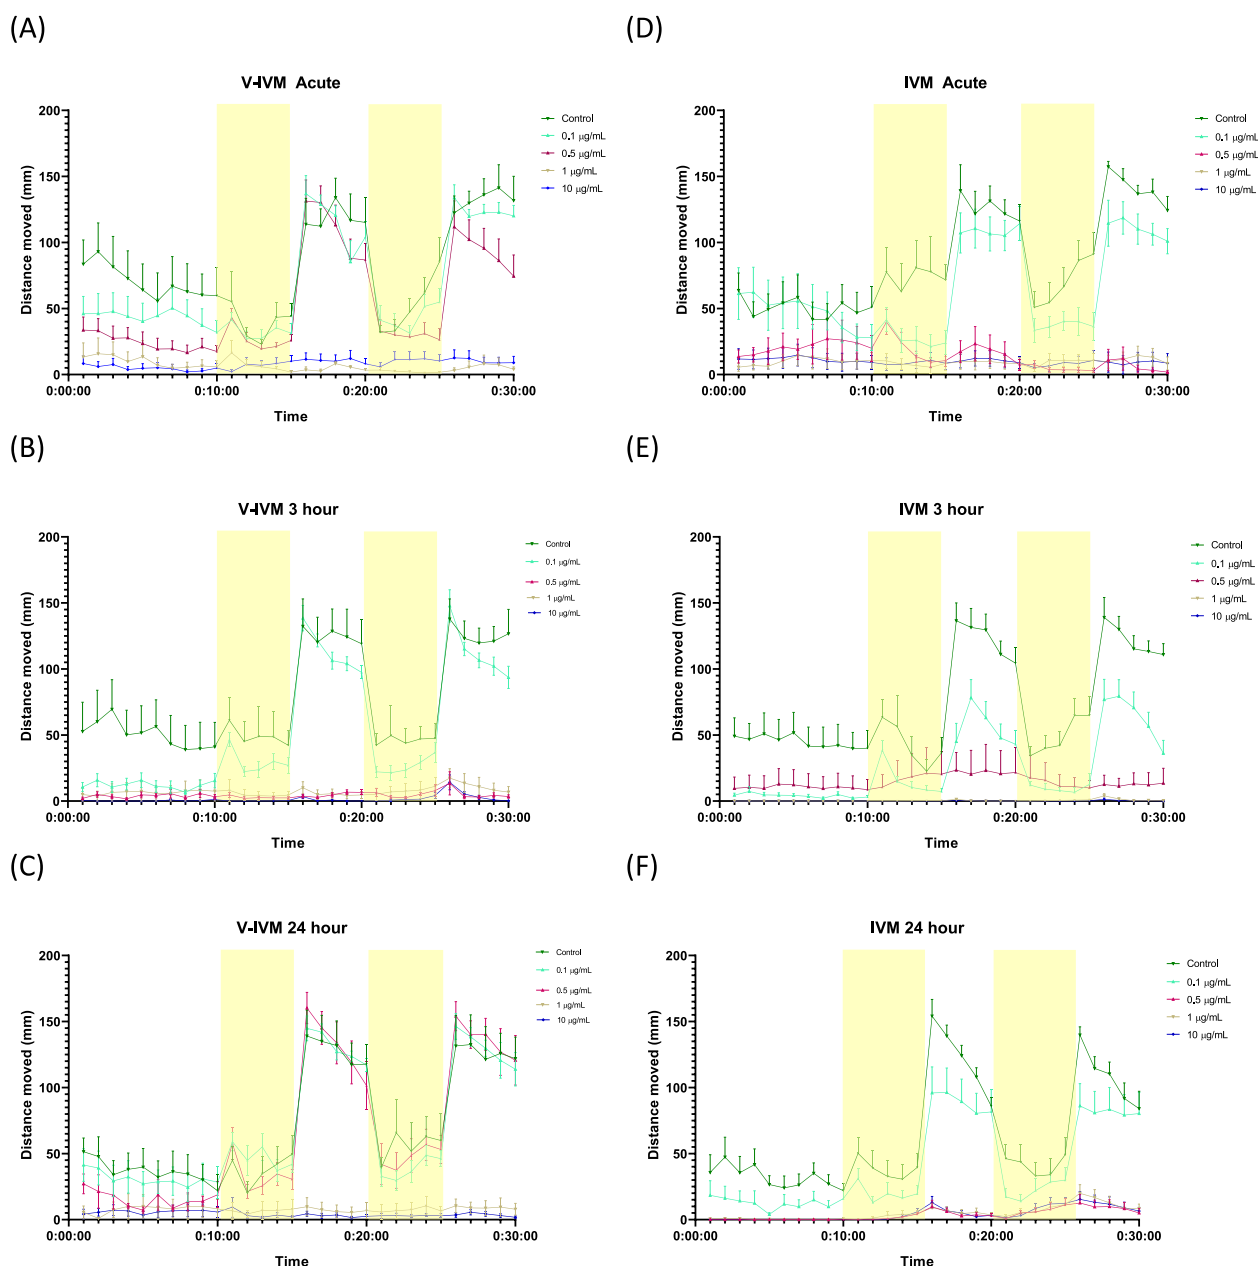 (A)
V-IVM Acute
Distance moved (mm)
200
150
100
50
0
0:00:00
0:10:00
0:20:00
0:30:00
Time
Control
0.1 µg/mL
0.5 µg/mL
1 µg/mL
10 µg/mL
(D)
IVM Acute
Distance moved (mm)
200
150
100
50
0
0:00:00
0:10:00
0:20:00
0:30:00
Time
Control
0.1 µg/mL
0.5 µg/mL
1 µg/mL
10 µg/mL
(B)
V-IVM 3 hour
Distance moved (mm)
200
150
100
50
0
0:00:00
0:10:00
0:20:00
0:30:00
Time
Control
0.1 µg/mL
0.5 µg/mL
1 µg/mL
10 µg/mL
(E)
IVM 3 hour
Distance moved (mm)
200
150
100
50
0
0:00:00
0:10:00
0:20:00
0:30:00
Time
Control
0.1 µg/mL
0.5 µg/mL
1 µg/mL
10 µg/mL
(C)
V-IVM 24 hour
Distance moved (mm)
200
150
100
50
0
0:00:00
0:10:00
0:20:00
0:30:00
Time
Control
0.1 µg/mL
0.5 µg/mL
1 µg/mL
10 µg/mL
(F)
IVM 24 hour
Distance moved (mm)
200
150
100
50
0
0:00:00
0:10:00
0:20:00
0:30:00
Time
Control
0.1 µg/mL
0.5 µg/mL
1 µg/mL
10 µg/mL